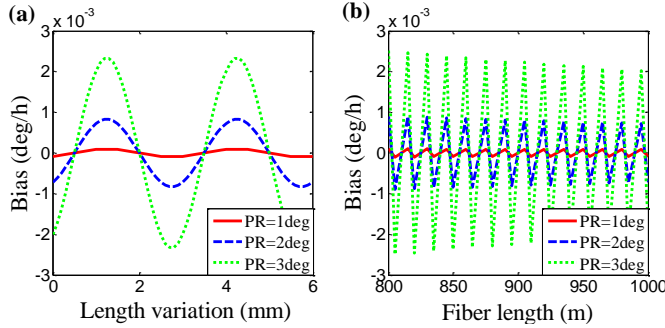 (a)
x 10⁻³
3
2
1
0
-1
-2
-3
Bias (deg/h)
0
2
4
6
Length variation (mm)
PR=1deg
PR=2deg
PR=3deg
(b)
x 10⁻³
3
2
1
0
-1
-2
-3
Bias (deg/h)
800
850
900
950
1000
Fiber length (m)
PR=1deg
PR=2deg
PR=3deg